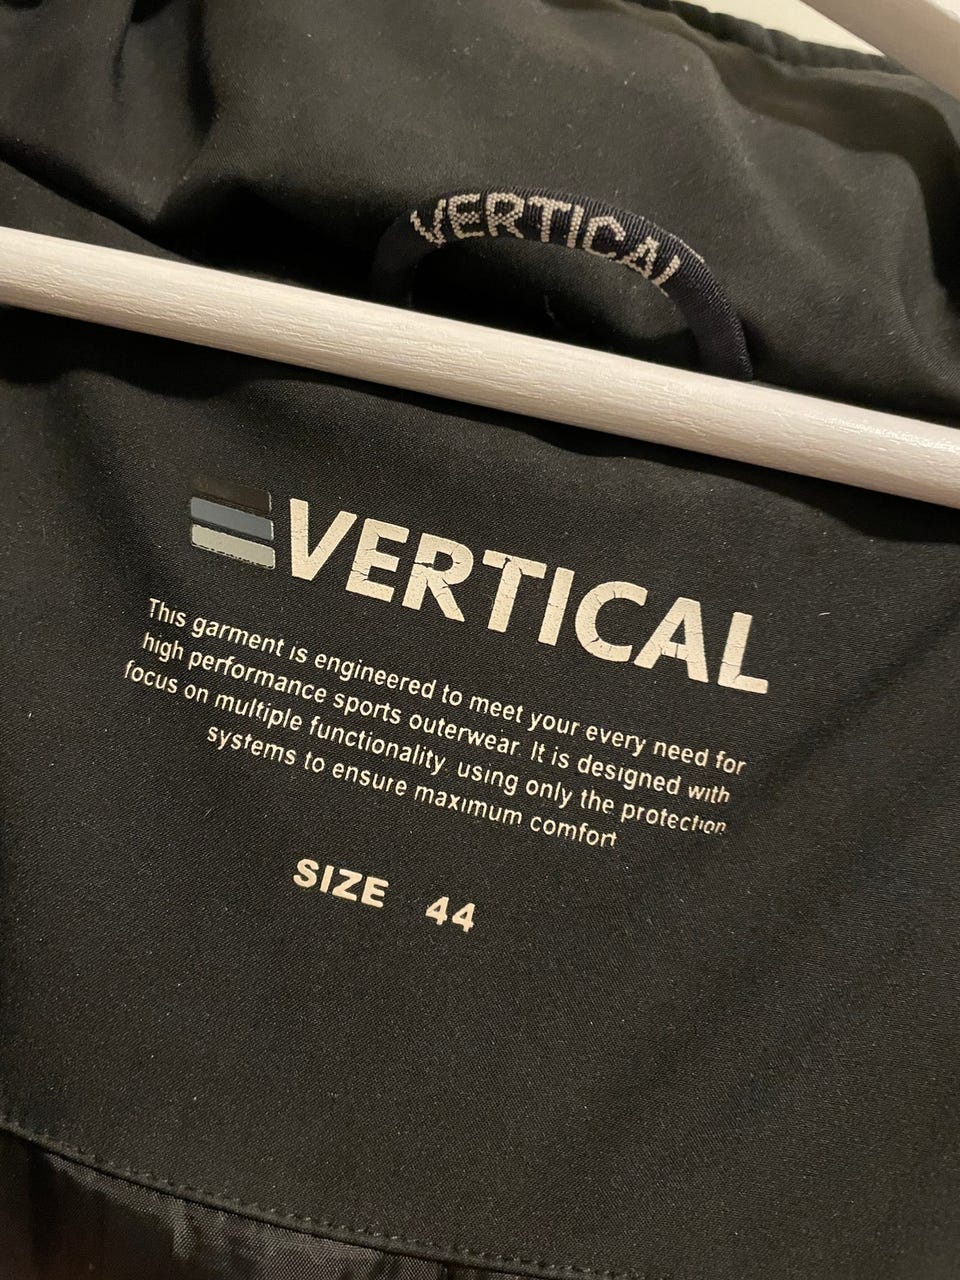 VERTICAL
VERTICAL
This garment is engineered to meet your every need for
high performance sports outerwear. It is designed with
focus on multiple functionality using only the protection
systems to ensure maximum comfort
SIZE 44